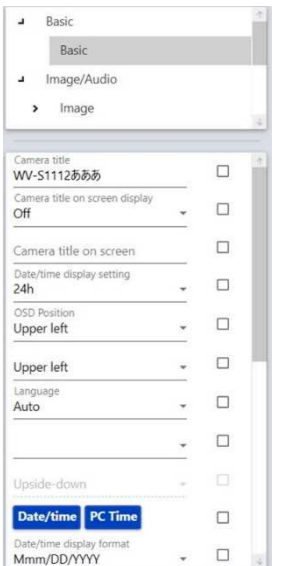 Basic
Basic
Image/Audio
Image
Camera title
WV-S1112あああ
Camera title on screen display
Off
Camera title on screen
Date/time display setting
24h
OSD Position
Upper left
Upper left
Language
Auto
Upside-down
Date/time PC Time
Date/time display format
Mmm/DD/YYYY